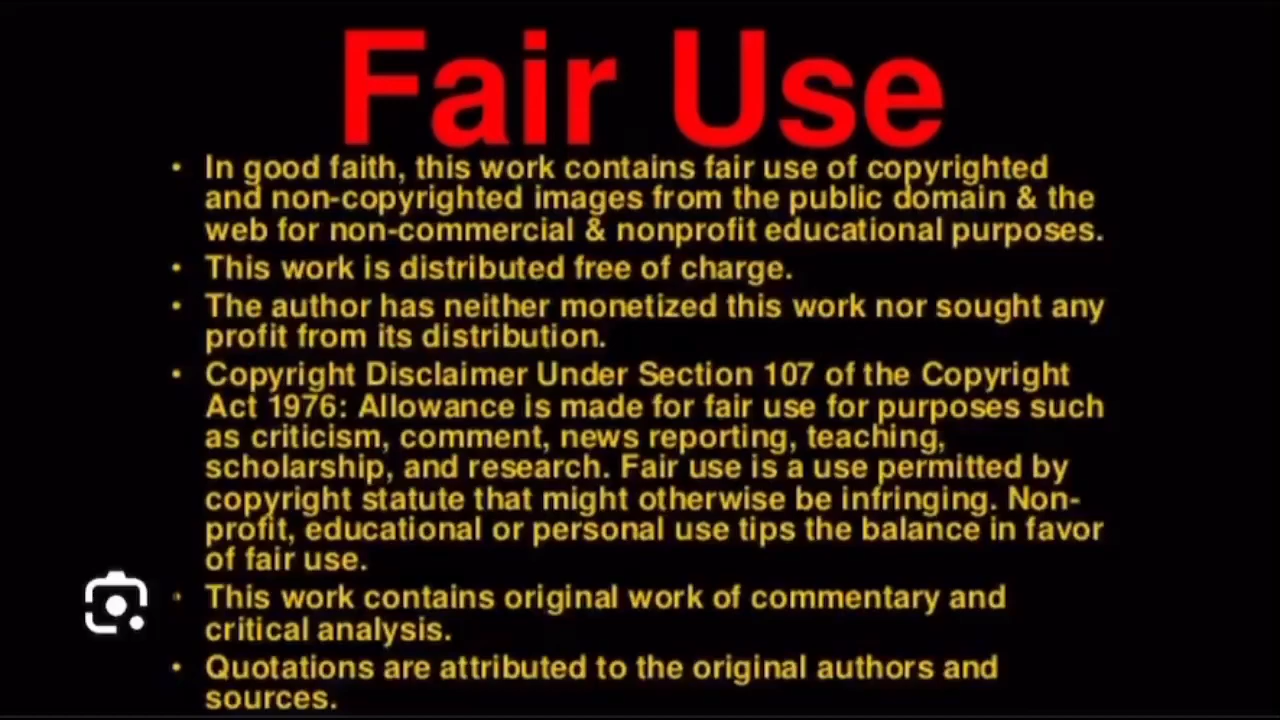 Fair Use
• In good faith, this work contains fair use of copyrighted
and non-copyrighted images from the public domain & the
web for non-commercial & nonprofit educational purposes.
• This work is distributed free of charge.
• The author has neither monetized this work nor sought any
profit from its distribution.
• Copyright Disclaimer Under Section 107 of the Copyright
Act 1976: Allowance is made for fair use for purposes such
as criticism, comment, news reporting, teaching,
scholarship, and research. Fair use is a use permitted by
copyright statute that might otherwise be infringing. Non-
profit, educational or personal use tips the balance in favor
of fair use.
• This work contains original work of commentary and
critical analysis.
• Quotations are attributed to the original authors and
sources.